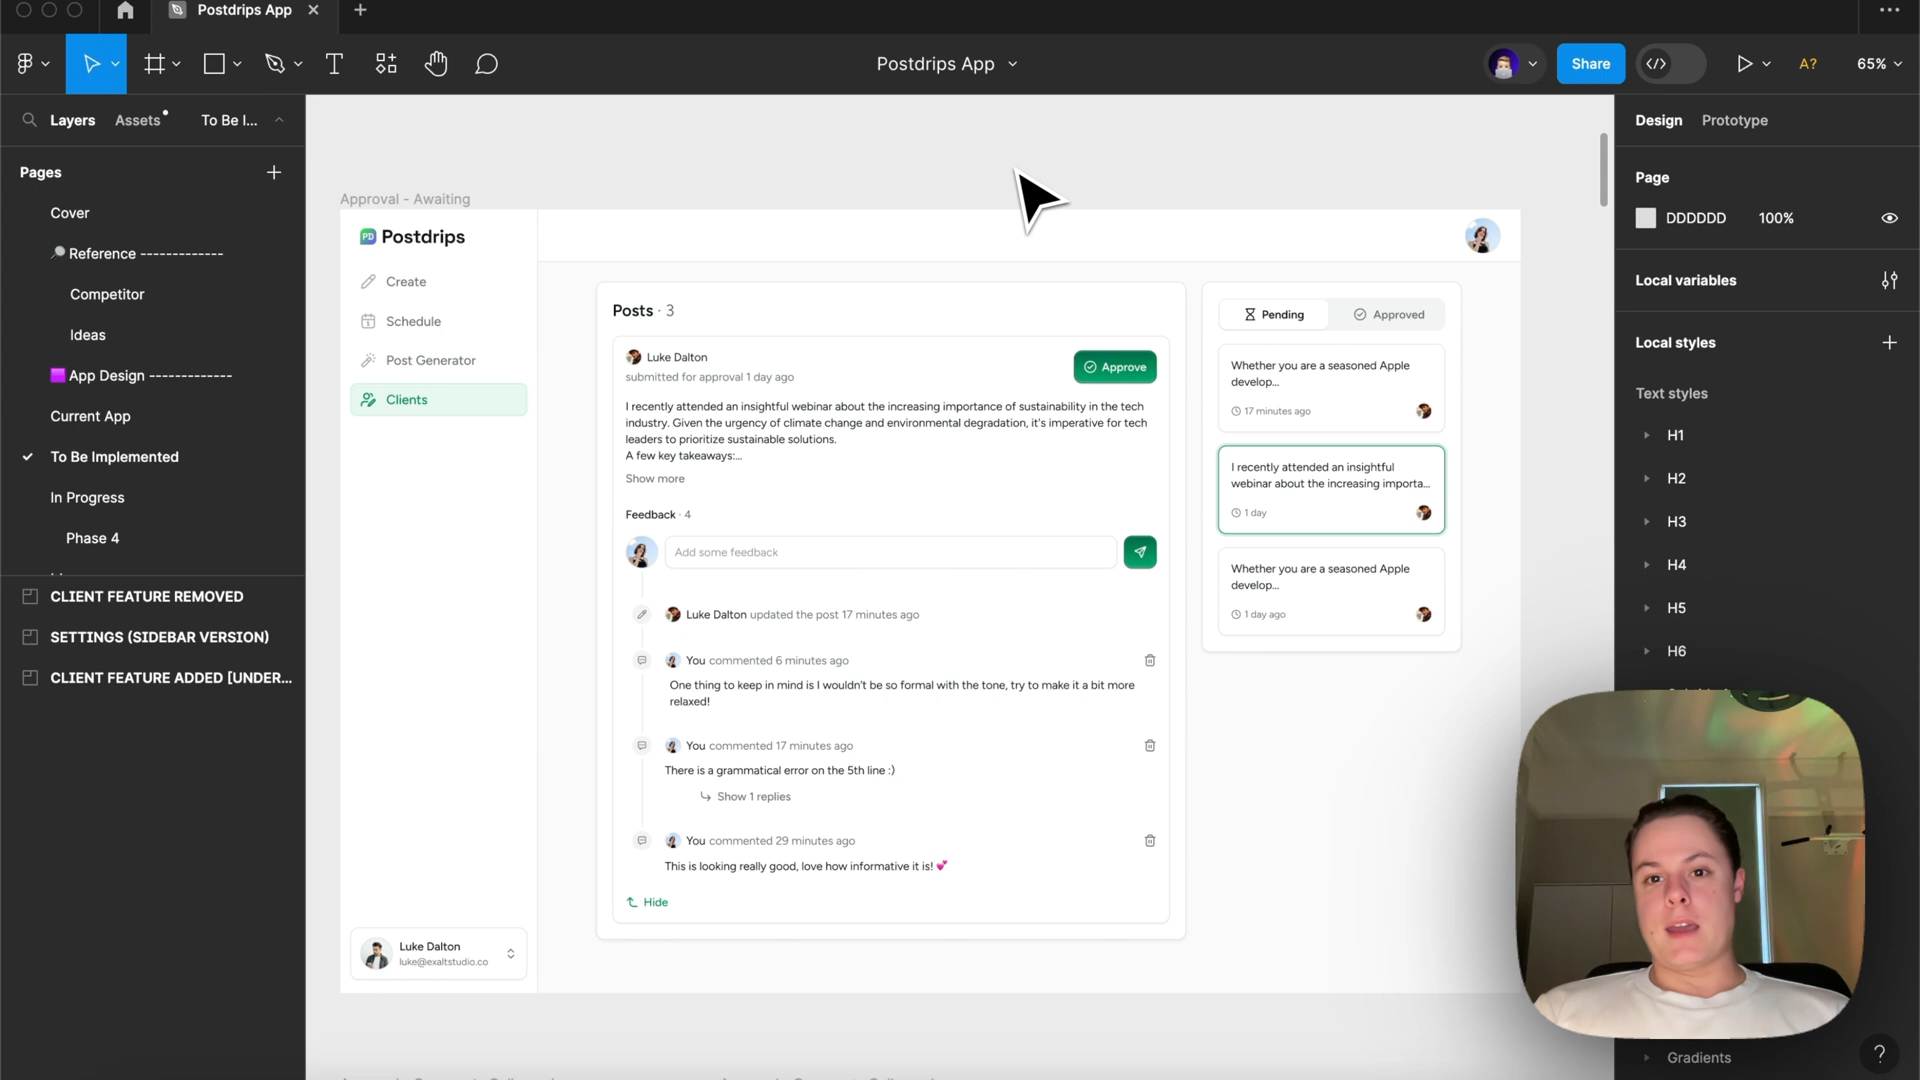 Postdrips App
Postdrips App
Share
A?
65%
Layers
Assets
To Be I...
Pages
Cover
Reference -------------
Competitor
Ideas
App Design -------------
Current App
To Be Implemented
In Progress
Phase 4
CLIENT FEATURE REMOVED
SETTINGS (SIDEBAR VERSION)
CLIENT FEATURE ADDED [UNDER...
Approval - Awaiting
PD Postdrips
Create
Schedule
Post Generator
Clients
Luke Dalton
luke@exaltstudio.co
Posts · 3
Luke Dalton
submitted for approval 1 day ago
Approve
I recently attended an insightful webinar about the increasing importance of sustainability in the tech
industry. Given the urgency of climate change and environmental degradation, it's imperative for tech
leaders to prioritize sustainable solutions.
A few key takeaways:...
Show more
Feedback · 4
Add some feedback
Luke Dalton updated the post 17 minutes ago
You commented 6 minutes ago
One thing to keep in mind is I wouldn't be so formal with the tone, try to make it a bit more
relaxed!
You commented 17 minutes ago
There is a grammatical error on the 5th line :)
Show 1 replies
You commented 29 minutes ago
This is looking really good, love how informative it is! 💕
Hide
Pending
Approved
Whether you are a seasoned Apple
develop...
17 minutes ago
I recently attended an insightful
webinar about the increasing importa...
1 day
Whether you are a seasoned Apple
develop...
1 day ago
Design
Prototype
Page
DDDDDD
100%
Local variables
Local styles
Text styles
H1
H2
H3
H4
H5
H6
Gradients
?